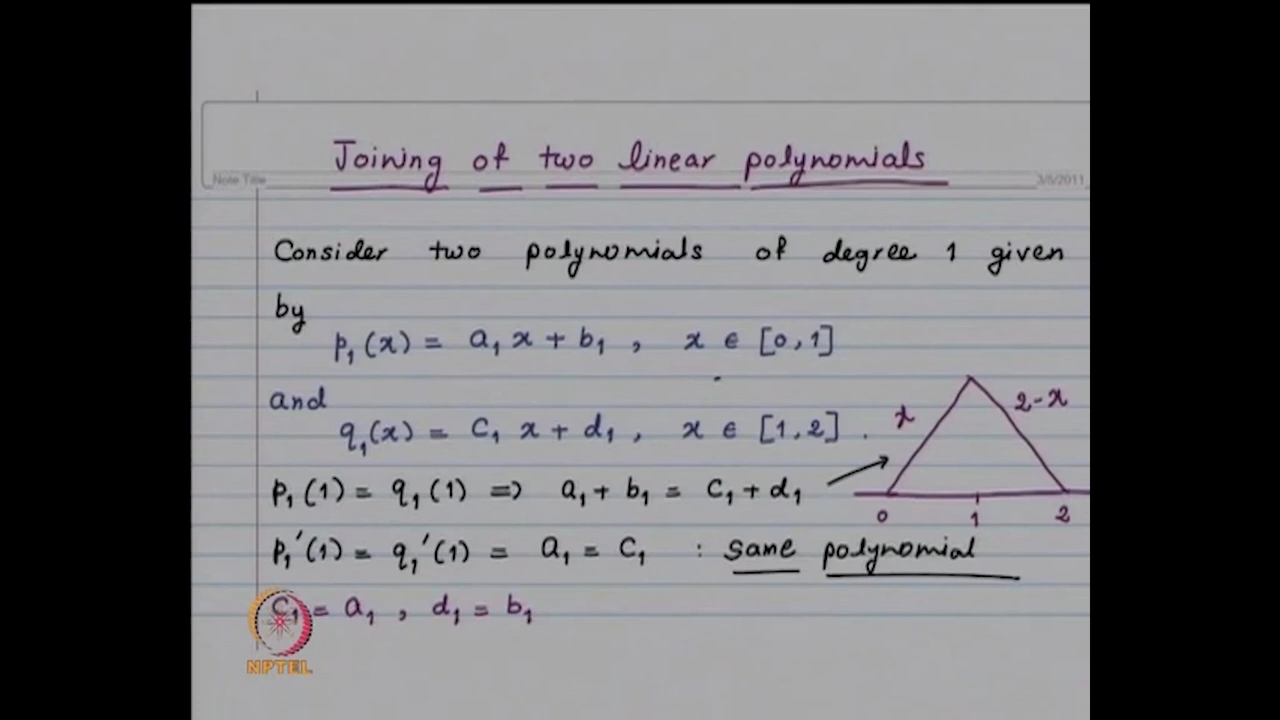 Joining of two linear polynomials
Note Title
3/5/2011
Consider two polynomials of degree 1 given
by
p₁(x) = a₁ x + b₁ , x ∈ [0,1]
and
q₁(x) = c₁ x + d₁ , x ∈ [1,2] .
x
2-x
p₁(1) = q₁(1) => a₁ + b₁ = c₁ + d₁
0 1 2
p₁'(1) = q₁'(1) = a₁ = c₁ : same polynomial
c₁ = a₁ , d₁ = b₁
NPTEL